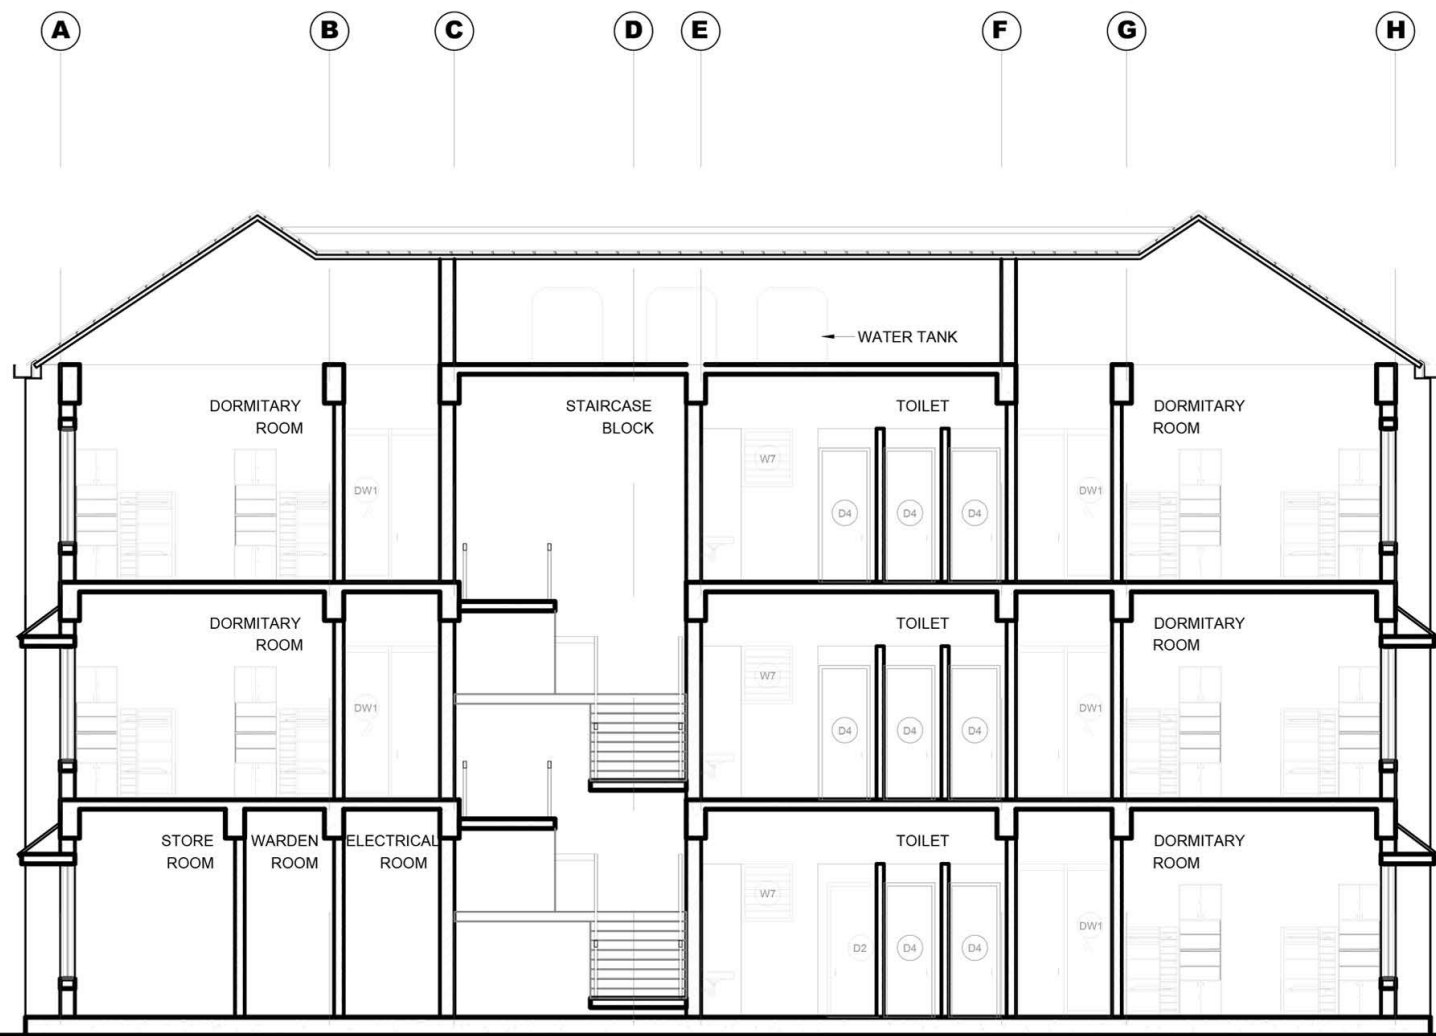 A B C D E F G H
WATER TANK
DORMITARY STAIRCASE TOILET DORMITARY
ROOM BLOCK ROOM
W7
DW1 DW1
D4 D4 D4
DORMITARY TOILET DORMITARY
ROOM ROOM
W7
DW1 DW1
D4 D4 D4
STORE WARDEN ELECTRICAL TOILET DORMITARY
ROOM ROOM ROOM ROOM
W7
DW1
D2 D4 D4